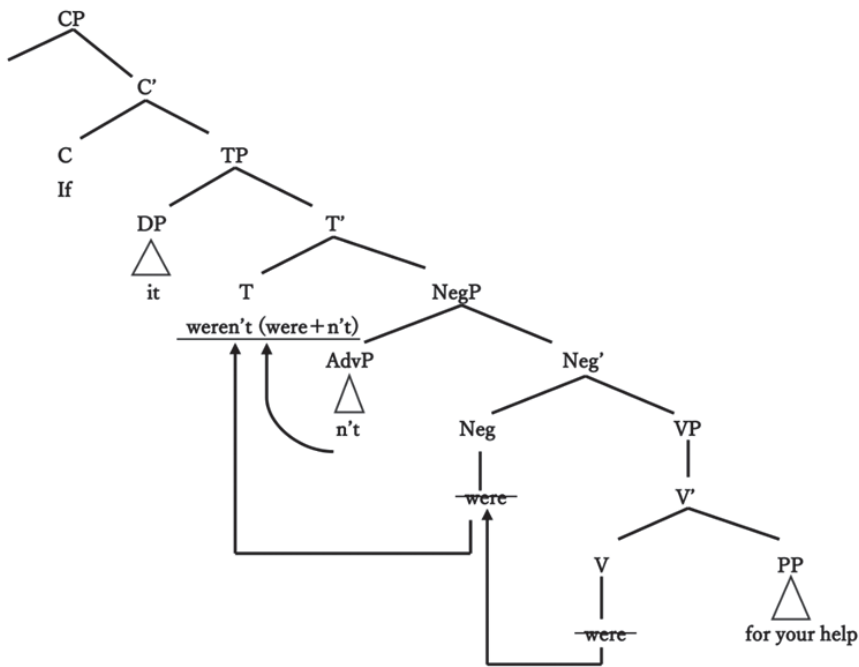 CP
C'
C TP
If
DP T'
it T NegP
weren't (were+n't)
AdvP Neg'
n't Neg VP
were V'
V PP
were for your help